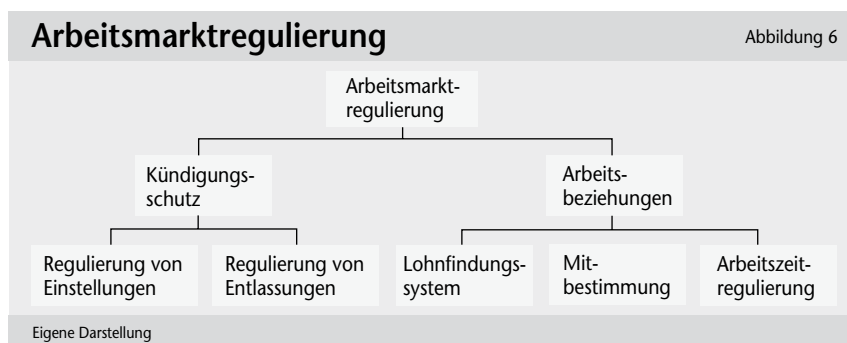 Arbeitsmarktregulierung
Abbildung 6
Arbeitsmarkt-
regulierung
Kündigungs-
schutz
Arbeits-
beziehungen
Regulierung von
Einstellungen
Regulierung von
Entlassungen
Lohnfindungs-
system
Mit-
bestimmung
Arbeitszeit-
regulierung
Eigene Darstellung